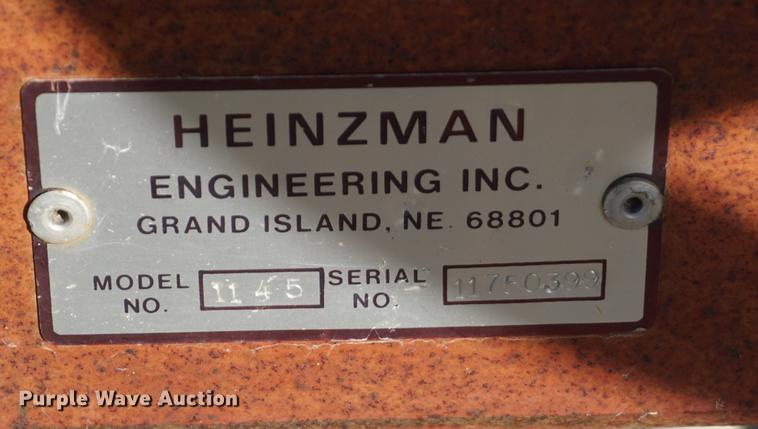 HEINZMAN
ENGINEERING INC.
GRAND ISLAND, NE. 68801
MODEL NO. 1145 SERIAL NO. 11750399
Purple Wave Auction